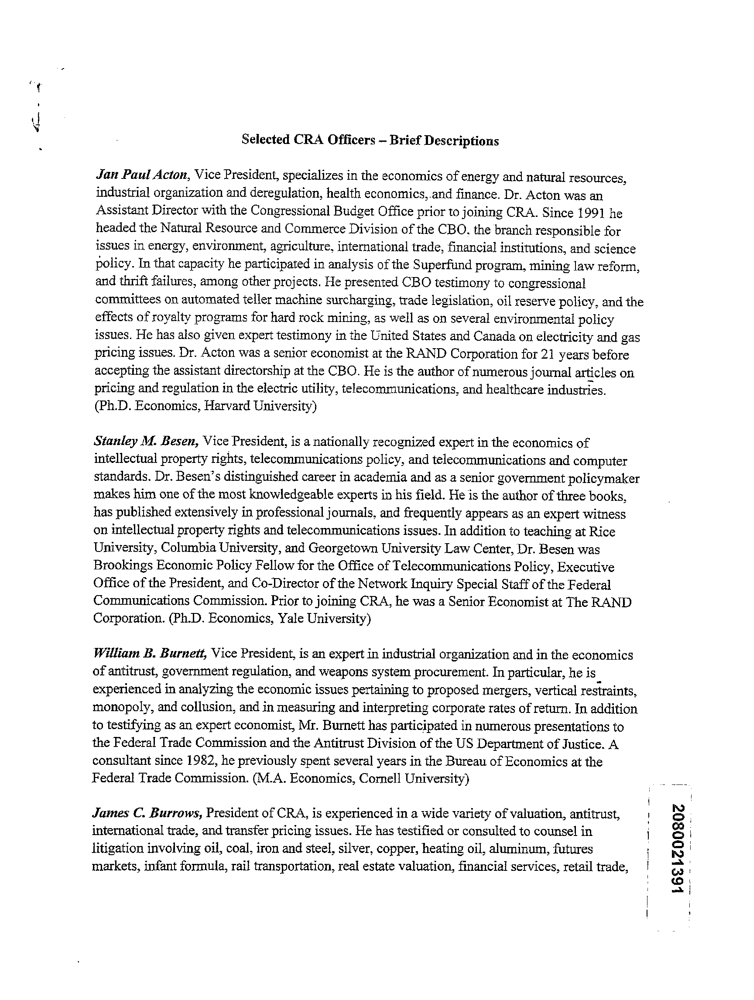 Selected CRA Officers – Brief Descriptions
Jan Paul Acton, Vice President, specializes in the economics of energy and natural resources,
industrial organization and deregulation, health economics, and finance. Dr. Acton was an
Assistant Director with the Congressional Budget Office prior to joining CRA. Since 1991 he
headed the Natural Resource and Commerce Division of the CBO, the branch responsible for
issues in energy, environment, agriculture, international trade, financial institutions, and science
policy. In that capacity he participated in analysis of the Superfund program, mining law reform,
and thrift failures, among other projects. He presented CBO testimony to congressional
committees on automated teller machine surcharging, trade legislation, oil reserve policy, and the
effects of royalty programs for hard rock mining, as well as on several environmental policy
issues. He has also given expert testimony in the United States and Canada on electricity and gas
pricing issues. Dr. Acton was a senior economist at the RAND Corporation for 21 years before
accepting the assistant directorship at the CBO. He is the author of numerous journal articles on
pricing and regulation in the electric utility, telecommunications, and healthcare industries.
(Ph.D. Economics, Harvard University)
Stanley M. Besen, Vice President, is a nationally recognized expert in the economics of
intellectual property rights, telecommunications policy, and telecommunications and computer
standards. Dr. Besen's distinguished career in academia and as a senior government policymaker
makes him one of the most knowledgeable experts in his field. He is the author of three books,
has published extensively in professional journals, and frequently appears as an expert witness
on intellectual property rights and telecommunications issues. In addition to teaching at Rice
University, Columbia University, and Georgetown University Law Center, Dr. Besen was
Brookings Economic Policy Fellow for the Office of Telecommunications Policy, Executive
Office of the President, and Co-Director of the Network Inquiry Special Staff of the Federal
Communications Commission. Prior to joining CRA, he was a Senior Economist at The RAND
Corporation. (Ph.D. Economics, Yale University)
William B. Burnett, Vice President, is an expert in industrial organization and in the economics
of antitrust, government regulation, and weapons system procurement. In particular, he is
experienced in analyzing the economic issues pertaining to proposed mergers, vertical restraints,
monopoly, and collusion, and in measuring and interpreting corporate rates of return. In addition
to testifying as an expert economist, Mr. Burnett has participated in numerous presentations to
the Federal Trade Commission and the Antitrust Division of the US Department of Justice. A
consultant since 1982, he previously spent several years in the Bureau of Economics at the
Federal Trade Commission. (M.A. Economics, Cornell University)
James C. Burrows, President of CRA, is experienced in a wide variety of valuation, antitrust,
international trade, and transfer pricing issues. He has testified or consulted to counsel in
litigation involving oil, coal, iron and steel, silver, copper, heating oil, aluminum, futures
markets, infant formula, rail transportation, real estate valuation, financial services, retail trade,
2080021391